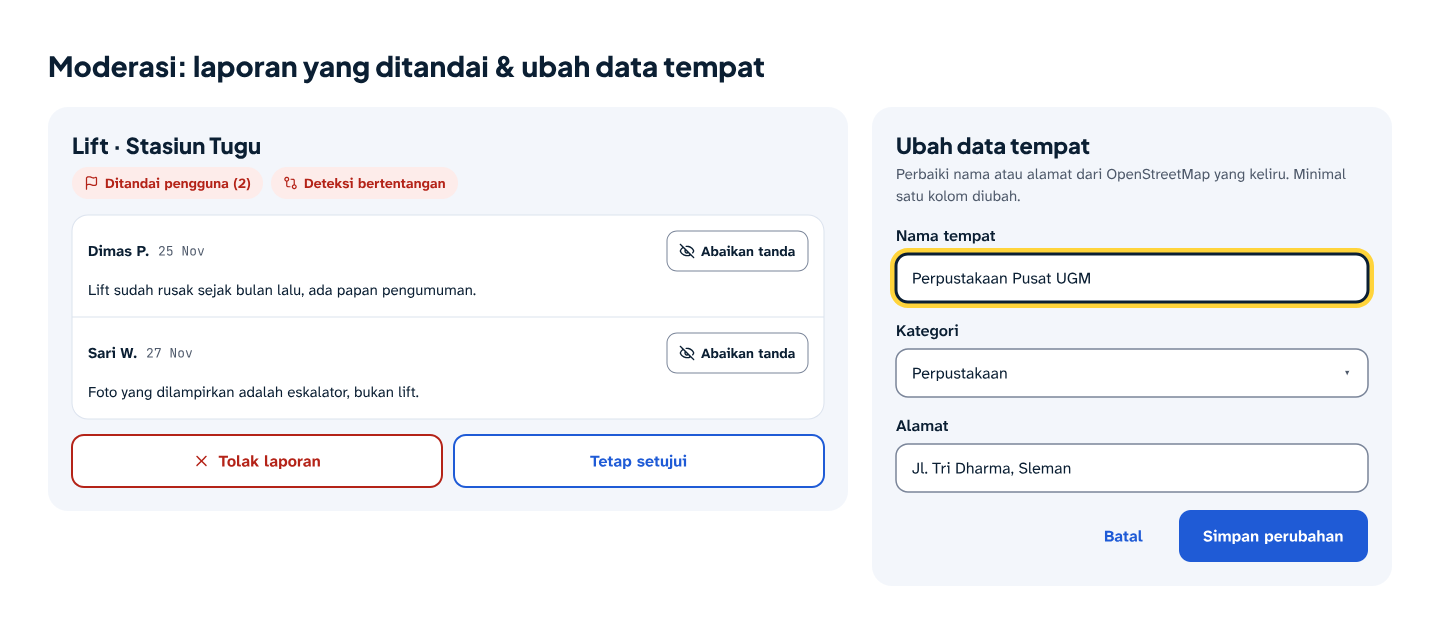 Moderasi: laporan yang ditandai & ubah data tempat
Lift · Stasiun Tugu
Ditandai pengguna (2)
Deteksi bertentangan
Dimas P. 25 Nov
Abaikan tanda
Lift sudah rusak sejak bulan lalu, ada papan pengumuman.
Sari W. 27 Nov
Abaikan tanda
Foto yang dilampirkan adalah eskalator, bukan lift.
Tolak laporan
Tetap setujui
Ubah data tempat
Perbaiki nama atau alamat dari OpenStreetMap yang keliru. Minimal
satu kolom diubah.
Nama tempat
Perpustakaan Pusat UGM
Kategori
Perpustakaan
Alamat
Jl. Tri Dharma, Sleman
Batal
Simpan perubahan